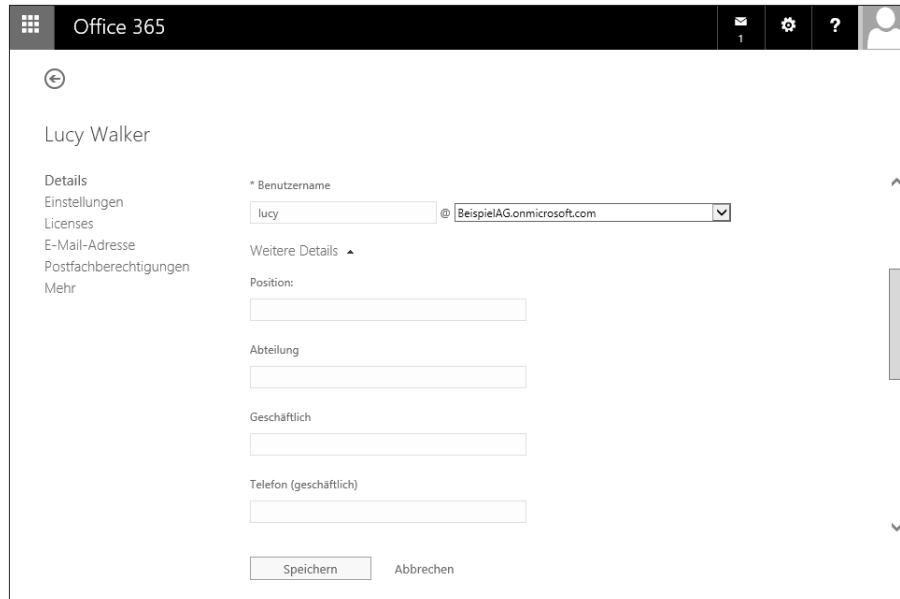 Office 365
1
?
Lucy Walker
Details
Einstellungen
Licenses
E-Mail-Adresse
Postfachberechtigungen
Mehr
* Benutzername
lucy @ BeispielAG.onmicrosoft.com
Weitere Details
Position:
Abteilung
Geschäftlich
Telefon (geschäftlich)
Speichern Abbrechen